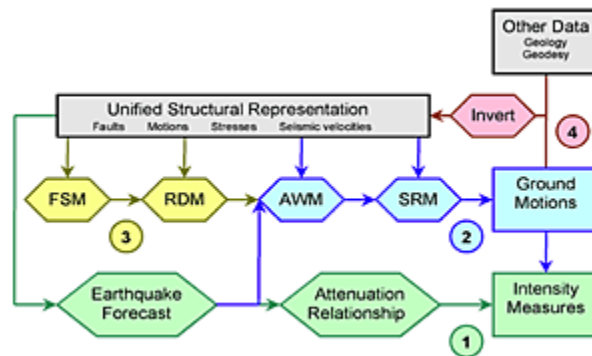 Other Data
Geology
Geodesy
Unified Structural Representation
Faults Motions Stresses Seismic velocities
Invert
4
FSM
RDM
AWM
SRM
Ground
Motions
3
2
Earthquake
Forecast
Attenuation
Relationship
Intensity
Measures
1